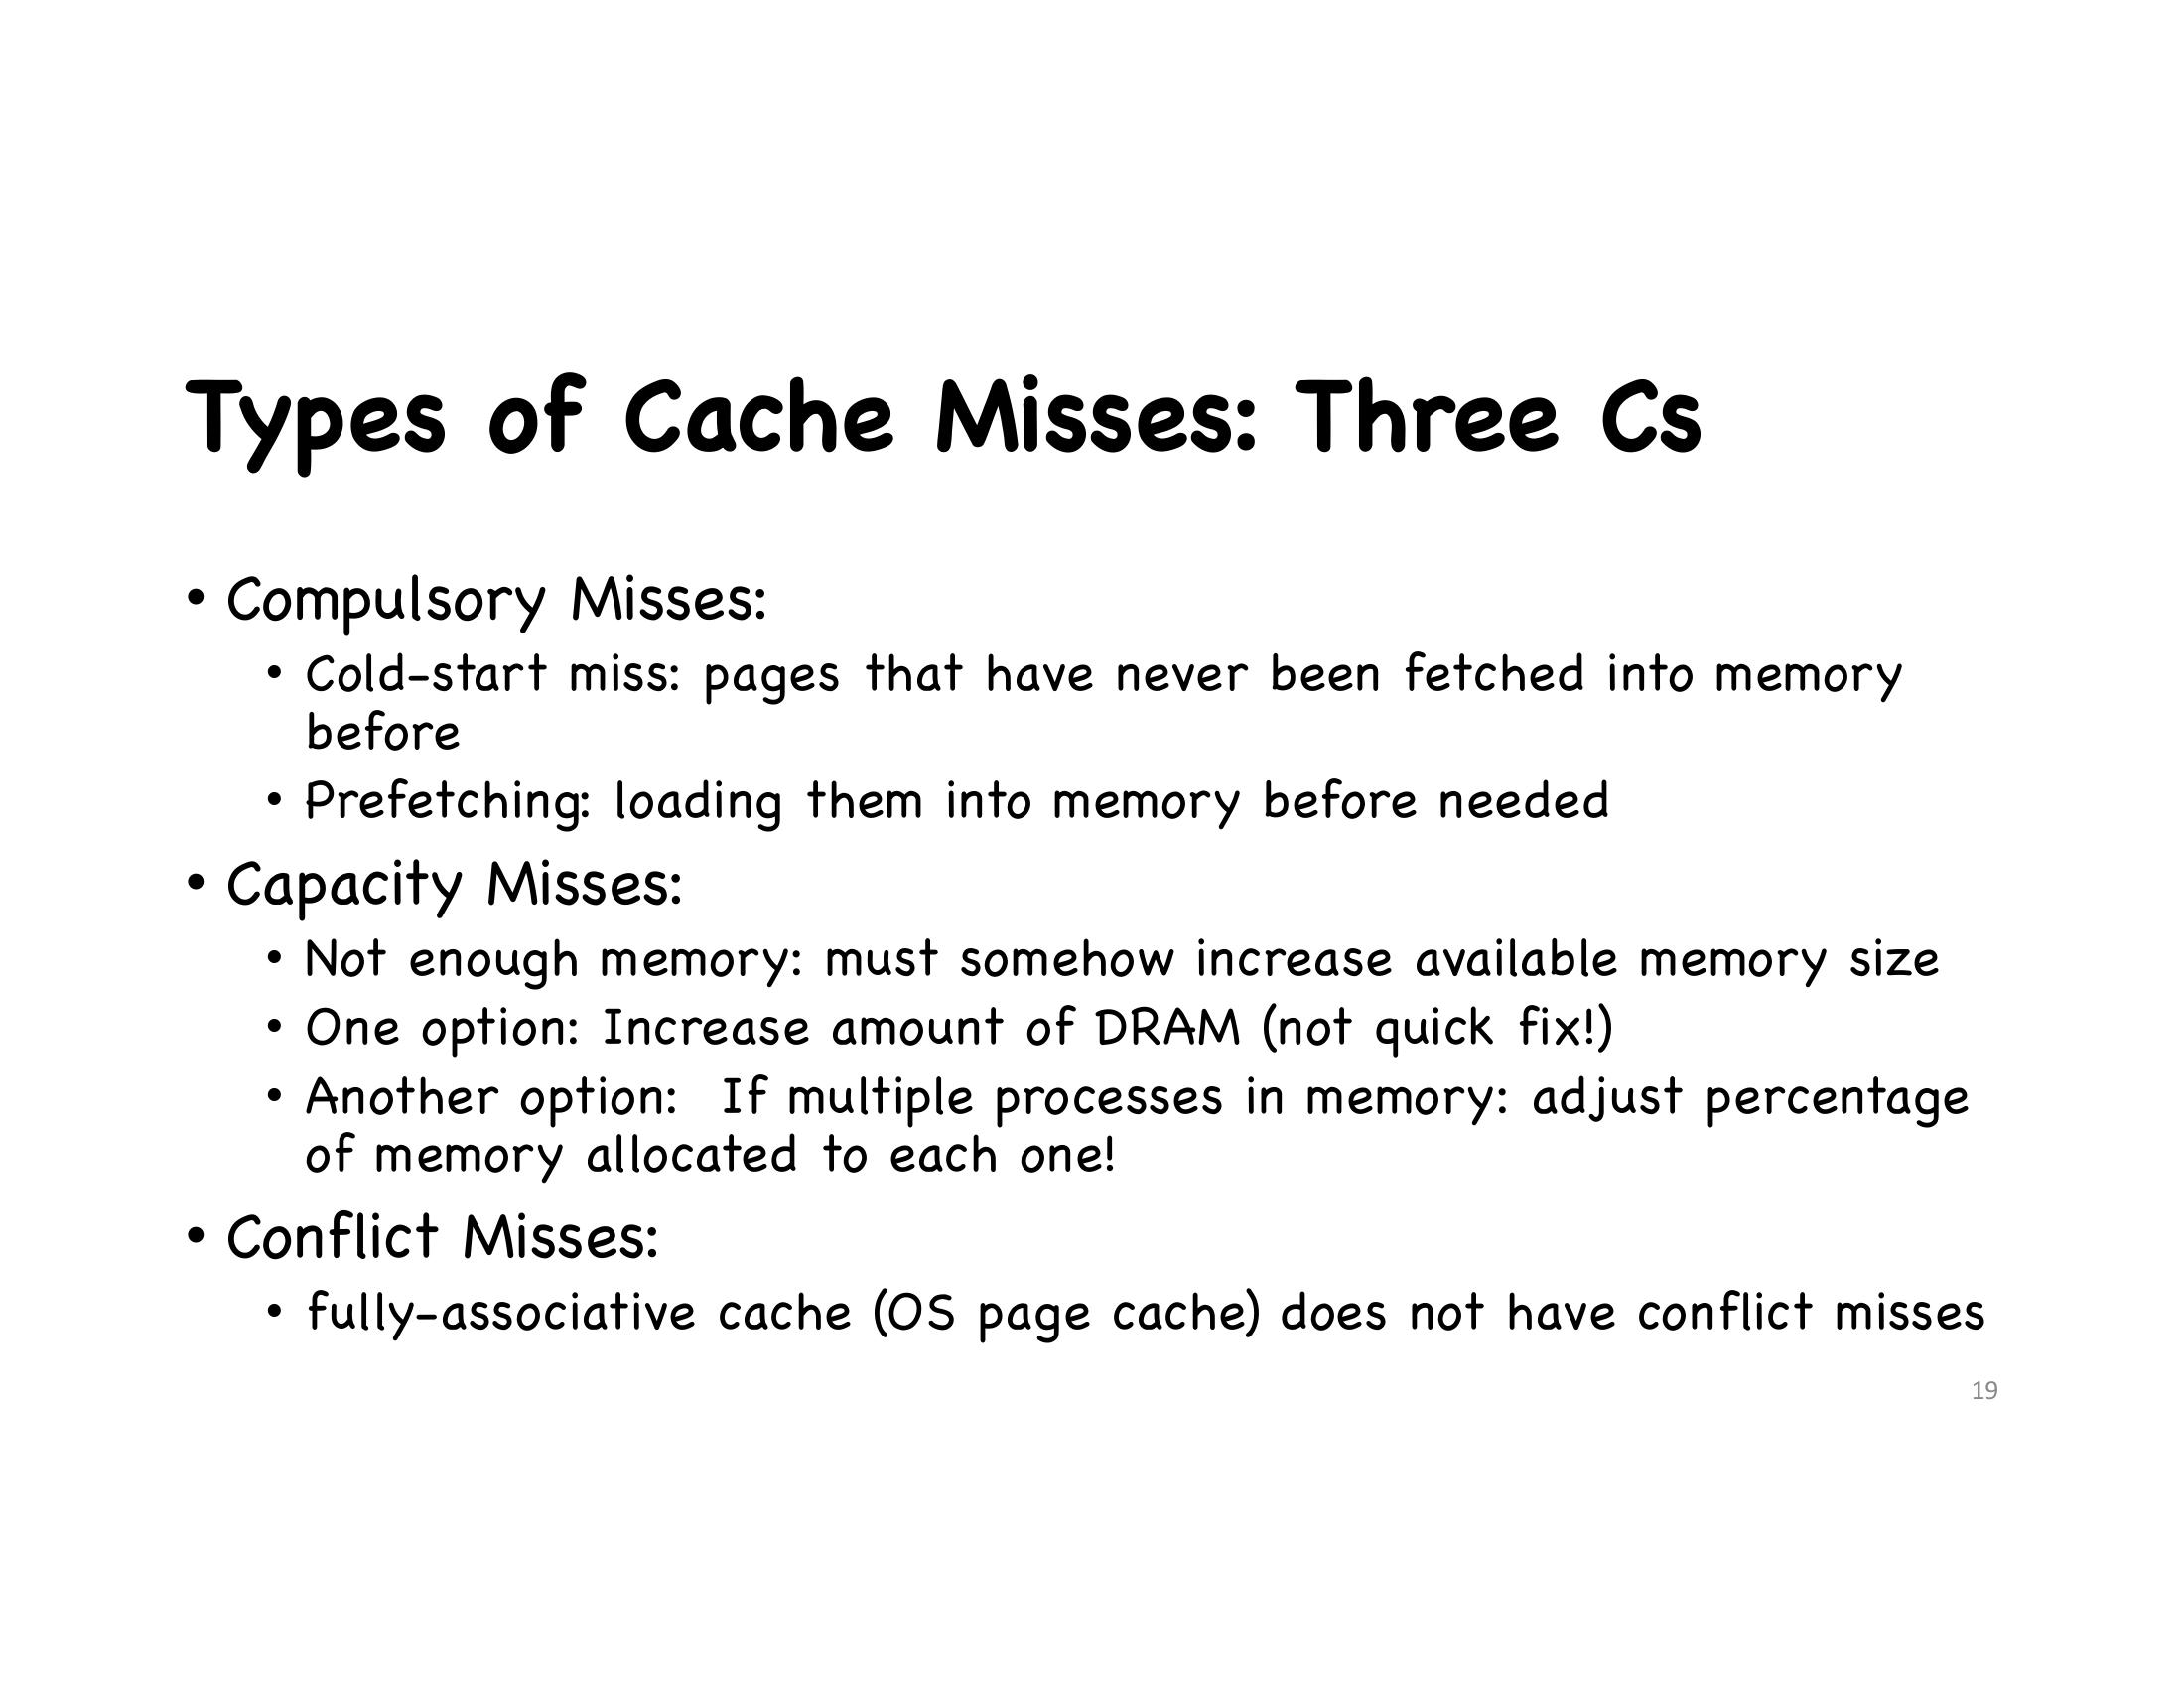 Types of Cache Misses: Three Cs
• Compulsory Misses:
• Cold-start miss: pages that have never been fetched into memory
before
• Prefetching: loading them into memory before needed
• Capacity Misses:
• Not enough memory: must somehow increase available memory size
• One option: Increase amount of DRAM (not quick fix!)
• Another option:  If multiple processes in memory: adjust percentage
of memory allocated to each one!
• Conflict Misses:
• fully-associative cache (OS page cache) does not have conflict misses
19